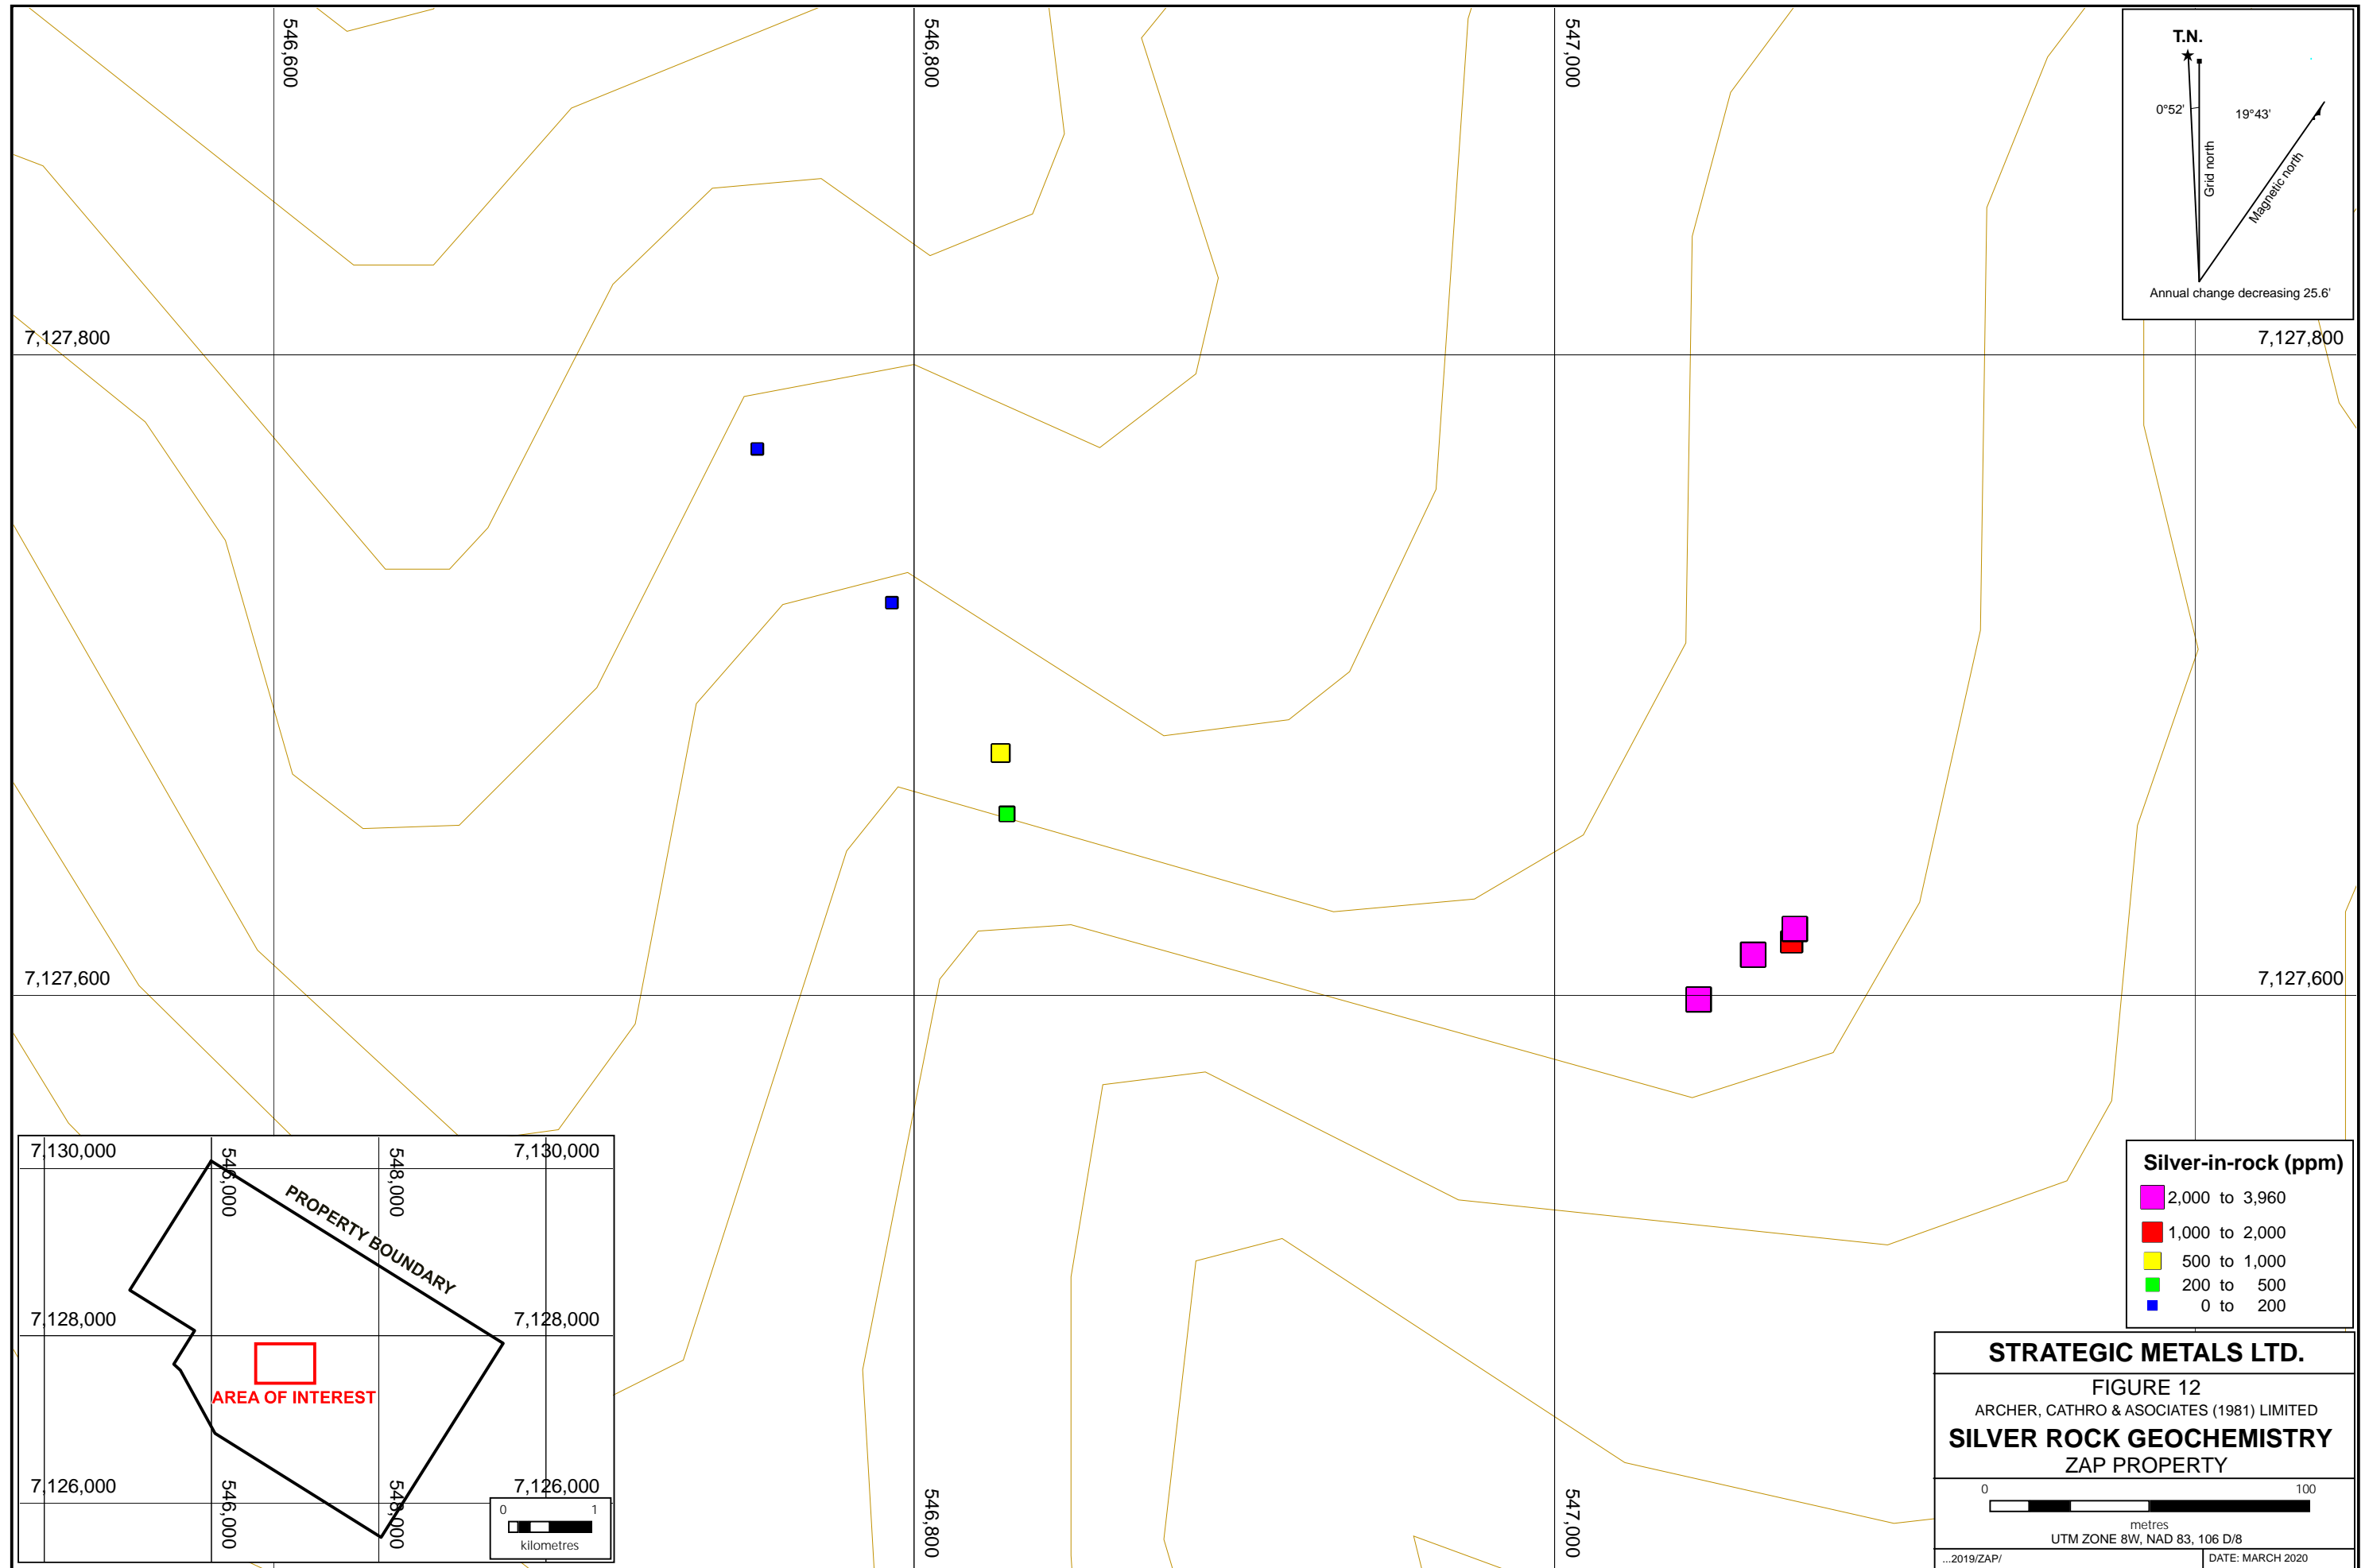 546,600
546,800
547,000
T.N.
0°52'
19°43'
Grid north
Magnetic north
Annual change decreasing 25.6'
7,127,800
7,127,800
7,127,600
7,127,600
7,130,000
546,000
548,000
7,130,000
PROPERTY BOUNDARY
7,128,000
7,128,000
AREA OF INTEREST
7,126,000
546,000
548,000
7,126,000
0 1
kilometres
546,800
547,000
Silver-in-rock (ppm)
2,000 to 3,960
1,000 to 2,000
500 to 1,000
200 to 500
0 to 200
STRATEGIC METALS LTD.
FIGURE 12
ARCHER, CATHRO & ASOCIATES (1981) LIMITED
SILVER ROCK GEOCHEMISTRY
ZAP PROPERTY
0 100
metres
UTM ZONE 8W, NAD 83, 106 D/8
...2019/ZAP/ DATE: MARCH 2020